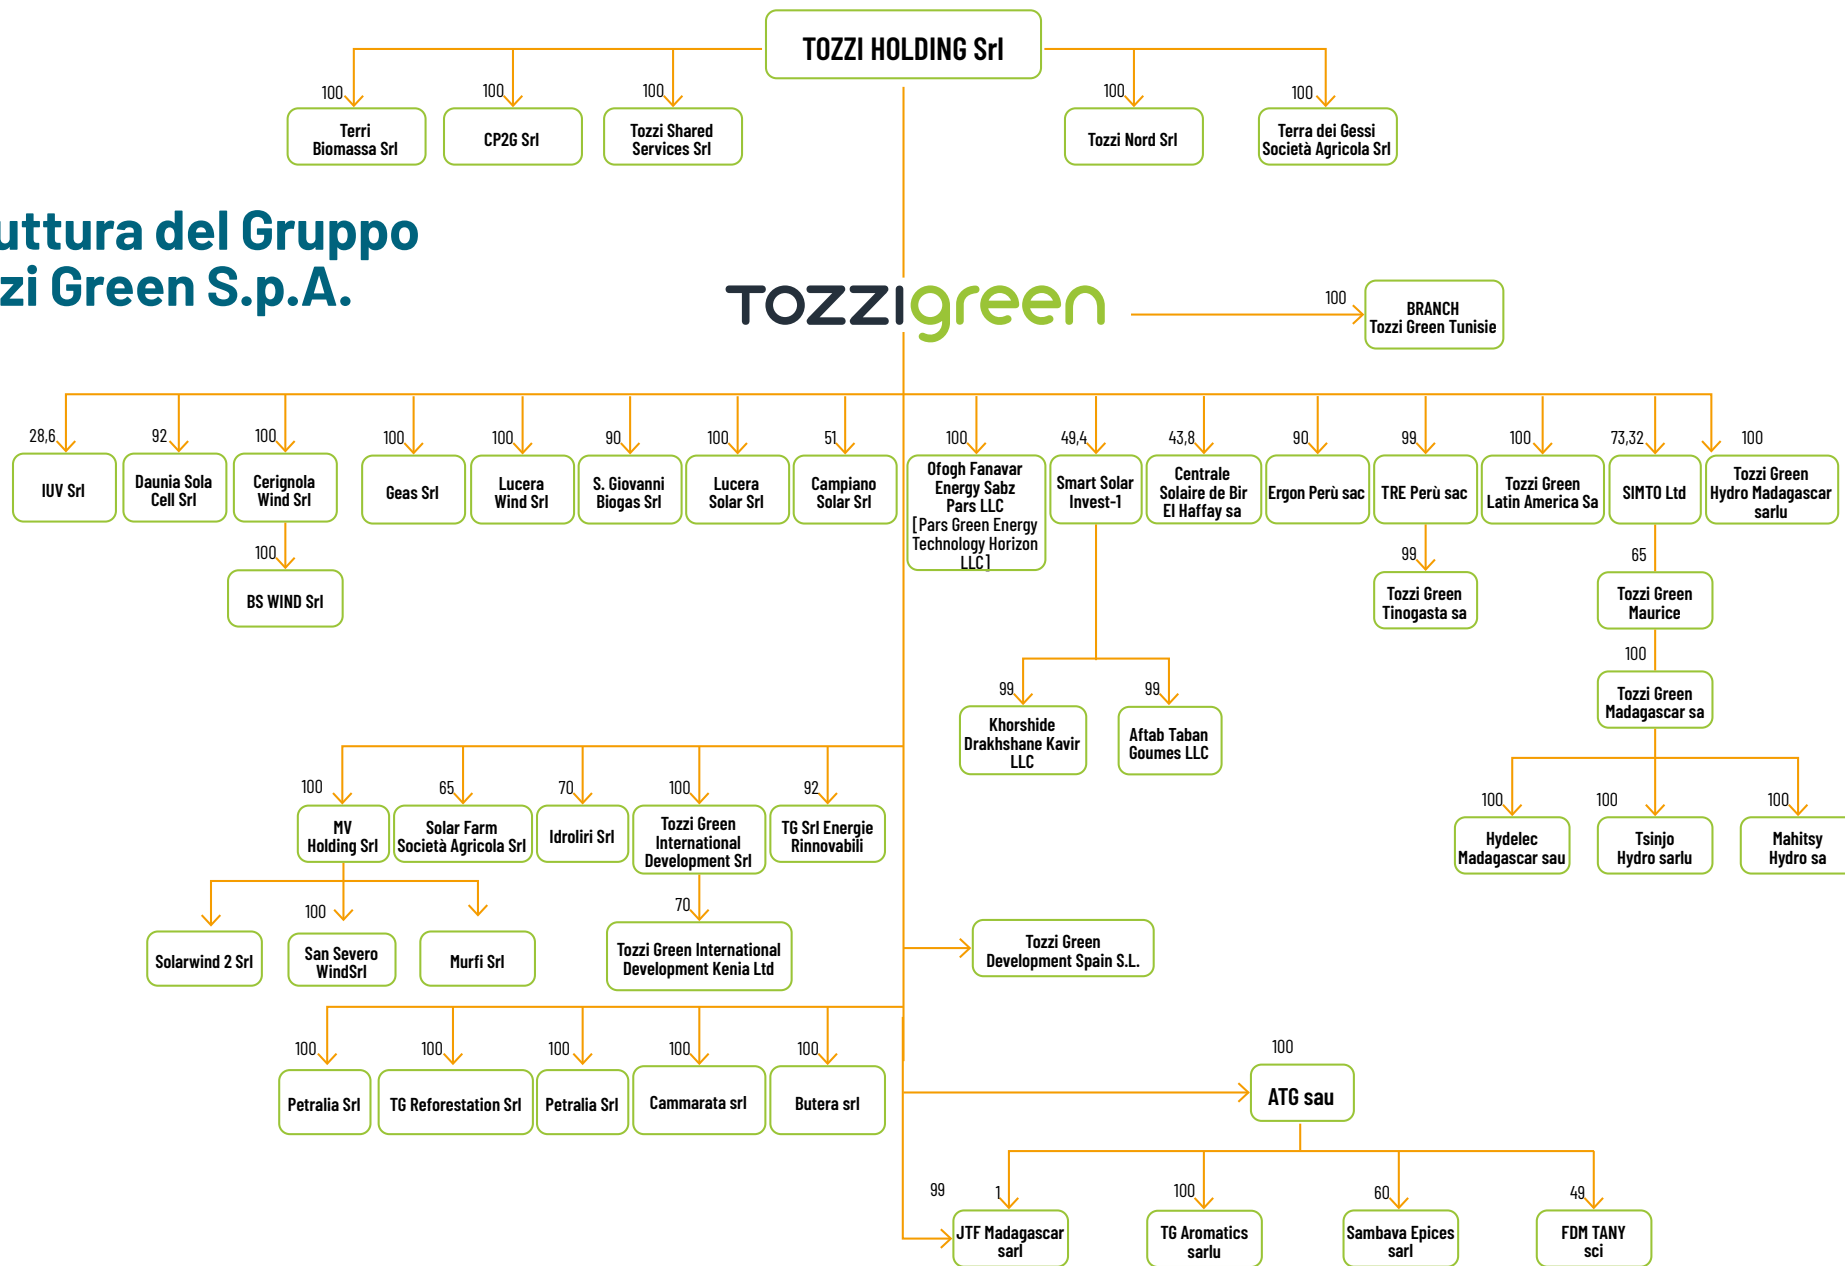 TOZZI HOLDING Srl
100
100
100
100
100
Terri
Biomassa Srl
CP2G Srl
Tozzi Shared
Services Srl
Tozzi Nord Srl
Terra dei Gessi
Società Agricola Srl
uttura del Gruppo
zi Green S.p.A.
TOZZIgreen
100
BRANCH
Tozzi Green Tunisie
28,6
92
100
100
100
90
100
51
100
49,4
43,8
90
99
100
73,32
100
IUV Srl
Daunia Sola
Cell Srl
Cerignola
Wind Srl
Geas Srl
Lucera
Wind Srl
S. Giovanni
Biogas Srl
Lucera
Solar Srl
Campiano
Solar Srl
Ofogh Fanavar
Energy Sabz
Pars LLC
[Pars Green Energy
Technology Horizon
LLC]
Smart Solar
Invest-1
Centrale
Solaire de Bir
El Haffay sa
Ergon Perù sac
TRE Perù sac
Tozzi Green
Latin America Sa
SIMTO Ltd
Tozzi Green
Hydro Madagascar
sarlu
100
BS WIND Srl
99
Tozzi Green
Tinogasta sa
65
Tozzi Green
Maurice
100
Tozzi Green
Madagascar sa
99
99
Khorshide
Drakhshane Kavir
LLC
Aftab Taban
Goumes LLC
100
65
70
100
92
MV
Holding Srl
Solar Farm
Società Agricola Srl
Idroliri Srl
Tozzi Green
International
Development Srl
TG Srl Energie
Rinnovabili
100
100
100
Hydelec
Madagascar sau
Tsinjo
Hydro sarlu
Mahitsy
Hydro sa
100
70
Solarwind 2 Srl
San Severo
WindSrl
Murfi Srl
Tozzi Green International
Development Kenia Ltd
Tozzi Green
Development Spain S.L.
100
100
100
100
100
Petralia Srl
TG Reforestation Srl
Petralia Srl
Cammarata srl
Butera srl
100
ATG sau
99
1
100
60
49
JTF Madagascar
sarl
TG Aromatics
sarlu
Sambava Epices
sarl
FDM TANY
sci